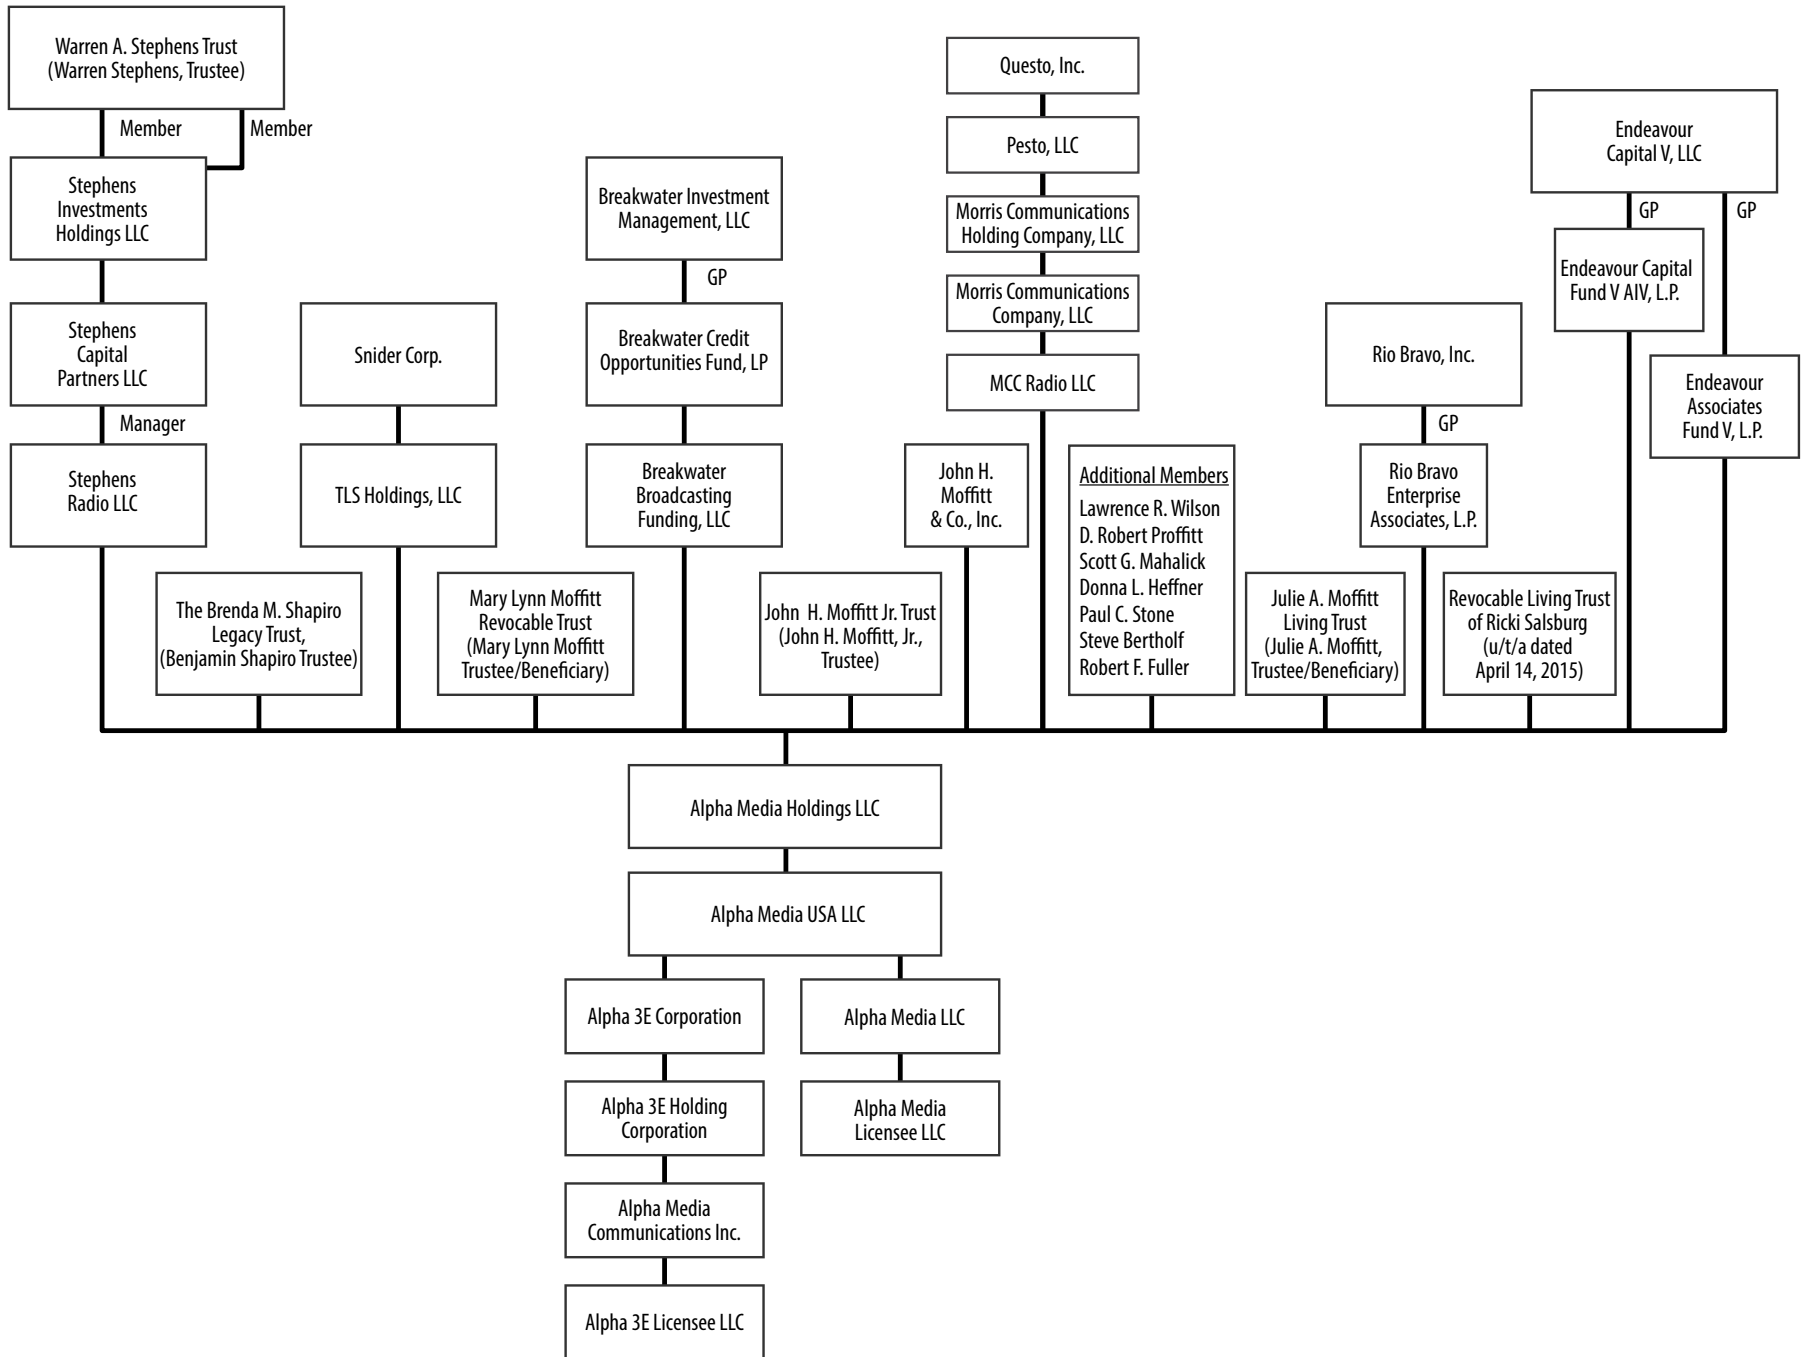 Warren A. Stephens Trust
(Warren Stephens, Trustee)
Member
Member
Stephens
Investments
Holdings LLC
Stephens
Capital
Partners LLC
Manager
Stephens
Radio LLC
The Brenda M. Shapiro
Legacy Trust,
(Benjamin Shapiro Trustee)
Snider Corp.
TLS Holdings, LLC
Mary Lynn Moffitt
Revocable Trust
(Mary Lynn Moffitt
Trustee/Beneficiary)
Breakwater Investment
Management, LLC
GP
Breakwater Credit
Opportunities Fund, LP
Breakwater
Broadcasting
Funding, LLC
John H. Moffitt Jr. Trust
(John H. Moffitt, Jr.,
Trustee)
John H.
Moffitt
& Co., Inc.
Questo, Inc.
Pesto, LLC
Morris Communications
Holding Company, LLC
Morris Communications
Company, LLC
MCC Radio LLC
Additional Members
Lawrence R. Wilson
D. Robert Proffitt
Scott G. Mahalick
Donna L. Heffner
Paul C. Stone
Steve Bertholf
Robert F. Fuller
Julie A. Moffitt
Living Trust
(Julie A. Moffitt,
Trustee/Beneficiary)
Rio Bravo, Inc.
GP
Rio Bravo
Enterprise
Associates, L.P.
Revocable Living Trust
of Ricki Salsburg
(u/t/a dated
April 14, 2015)
Endeavour
Capital V, LLC
GP
GP
Endeavour Capital
Fund V AIV, L.P.
Endeavour
Associates
Fund V, L.P.
Alpha Media Holdings LLC
Alpha Media USA LLC
Alpha 3E Corporation
Alpha Media LLC
Alpha 3E Holding
Corporation
Alpha Media
Licensee LLC
Alpha Media
Communications Inc.
Alpha 3E Licensee LLC